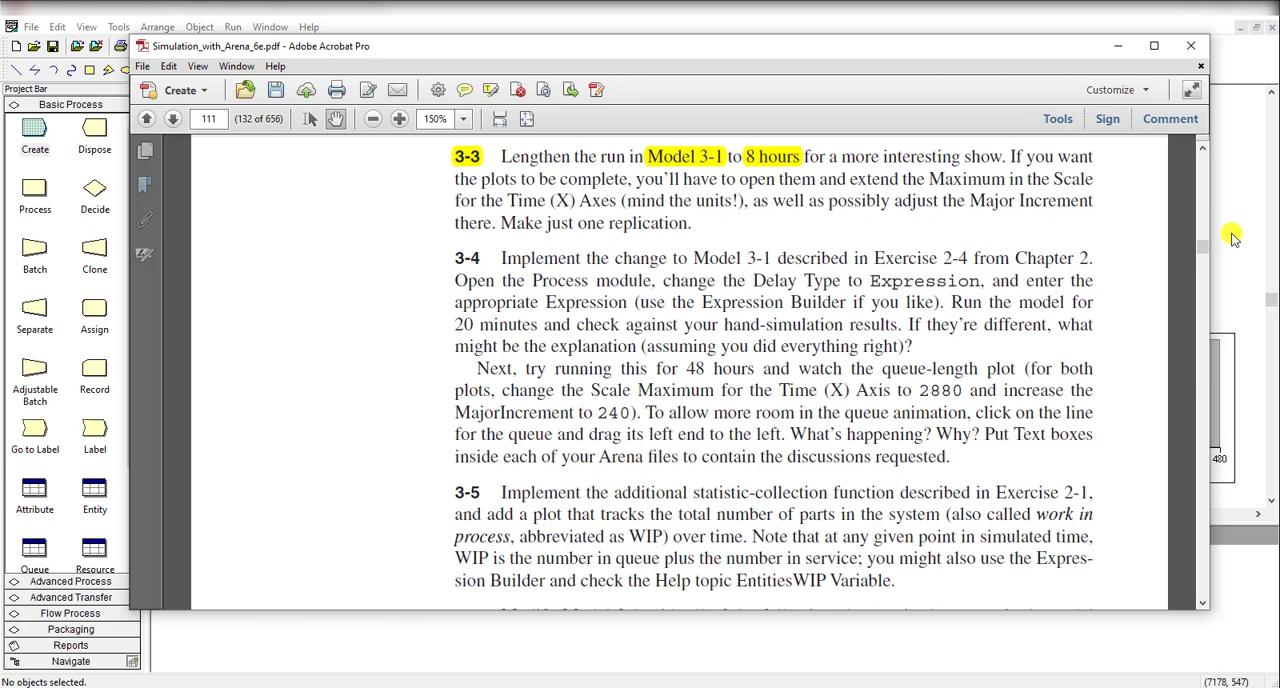 File Edit View Tools Arrange Object Run Window Help
Simulation_with_Arena_6e.pdf - Adobe Acrobat Pro
File Edit View Window Help
Create
Customize
111 (132 of 656) 150%
Tools Sign Comment
Project Bar
Basic Process
Create Dispose
Process Decide
Batch Clone
Separate Assign
Adjustable Batch Record
Go to Label Label
Attribute Entity
Queue Resource
Advanced Process
Advanced Transfer
Flow Process
Packaging
Reports
Navigate
3-3 Lengthen the run in Model 3-1 to 8 hours for a more interesting show. If you want
the plots to be complete, you'll have to open them and extend the Maximum in the Scale
for the Time (X) Axes (mind the units!), as well as possibly adjust the Major Increment
there. Make just one replication.
3-4 Implement the change to Model 3-1 described in Exercise 2-4 from Chapter 2.
Open the Process module, change the Delay Type to Expression, and enter the
appropriate Expression (use the Expression Builder if you like). Run the model for
20 minutes and check against your hand-simulation results. If they're different, what
might be the explanation (assuming you did everything right)?
Next, try running this for 48 hours and watch the queue-length plot (for both
plots, change the Scale Maximum for the Time (X) Axis to 2880 and increase the
MajorIncrement to 240). To allow more room in the queue animation, click on the line
for the queue and drag its left end to the left. What's happening? Why? Put Text boxes
inside each of your Arena files to contain the discussions requested.
3-5 Implement the additional statistic-collection function described in Exercise 2-1,
and add a plot that tracks the total number of parts in the system (also called work in
process, abbreviated as WIP) over time. Note that at any given point in simulated time,
WIP is the number in queue plus the number in service; you might also use the Expres-
sion Builder and check the Help topic EntitiesWIP Variable.
480
No objects selected.
(7178, 547)